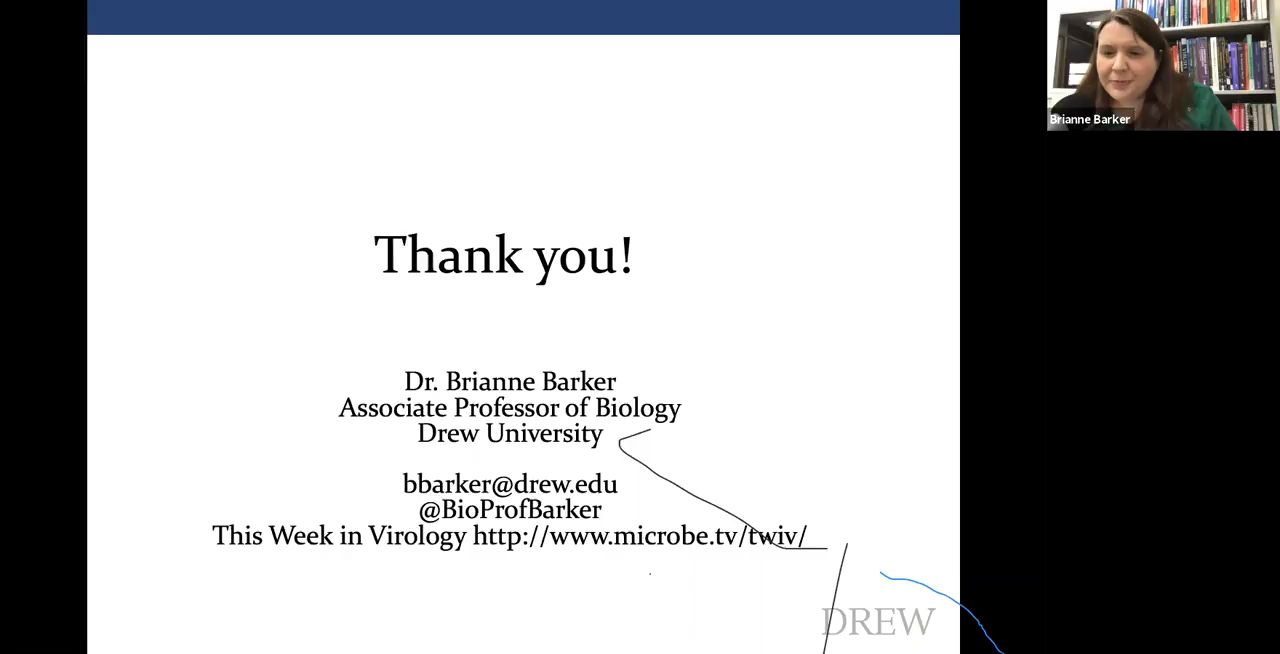 Thank you!
Dr. Brianne Barker
Associate Professor of Biology
Drew University
bbarker@drew.edu
@BioProfBarker
This Week in Virology http://www.microbe.tv/twiv/
DREW
Brianne Barker